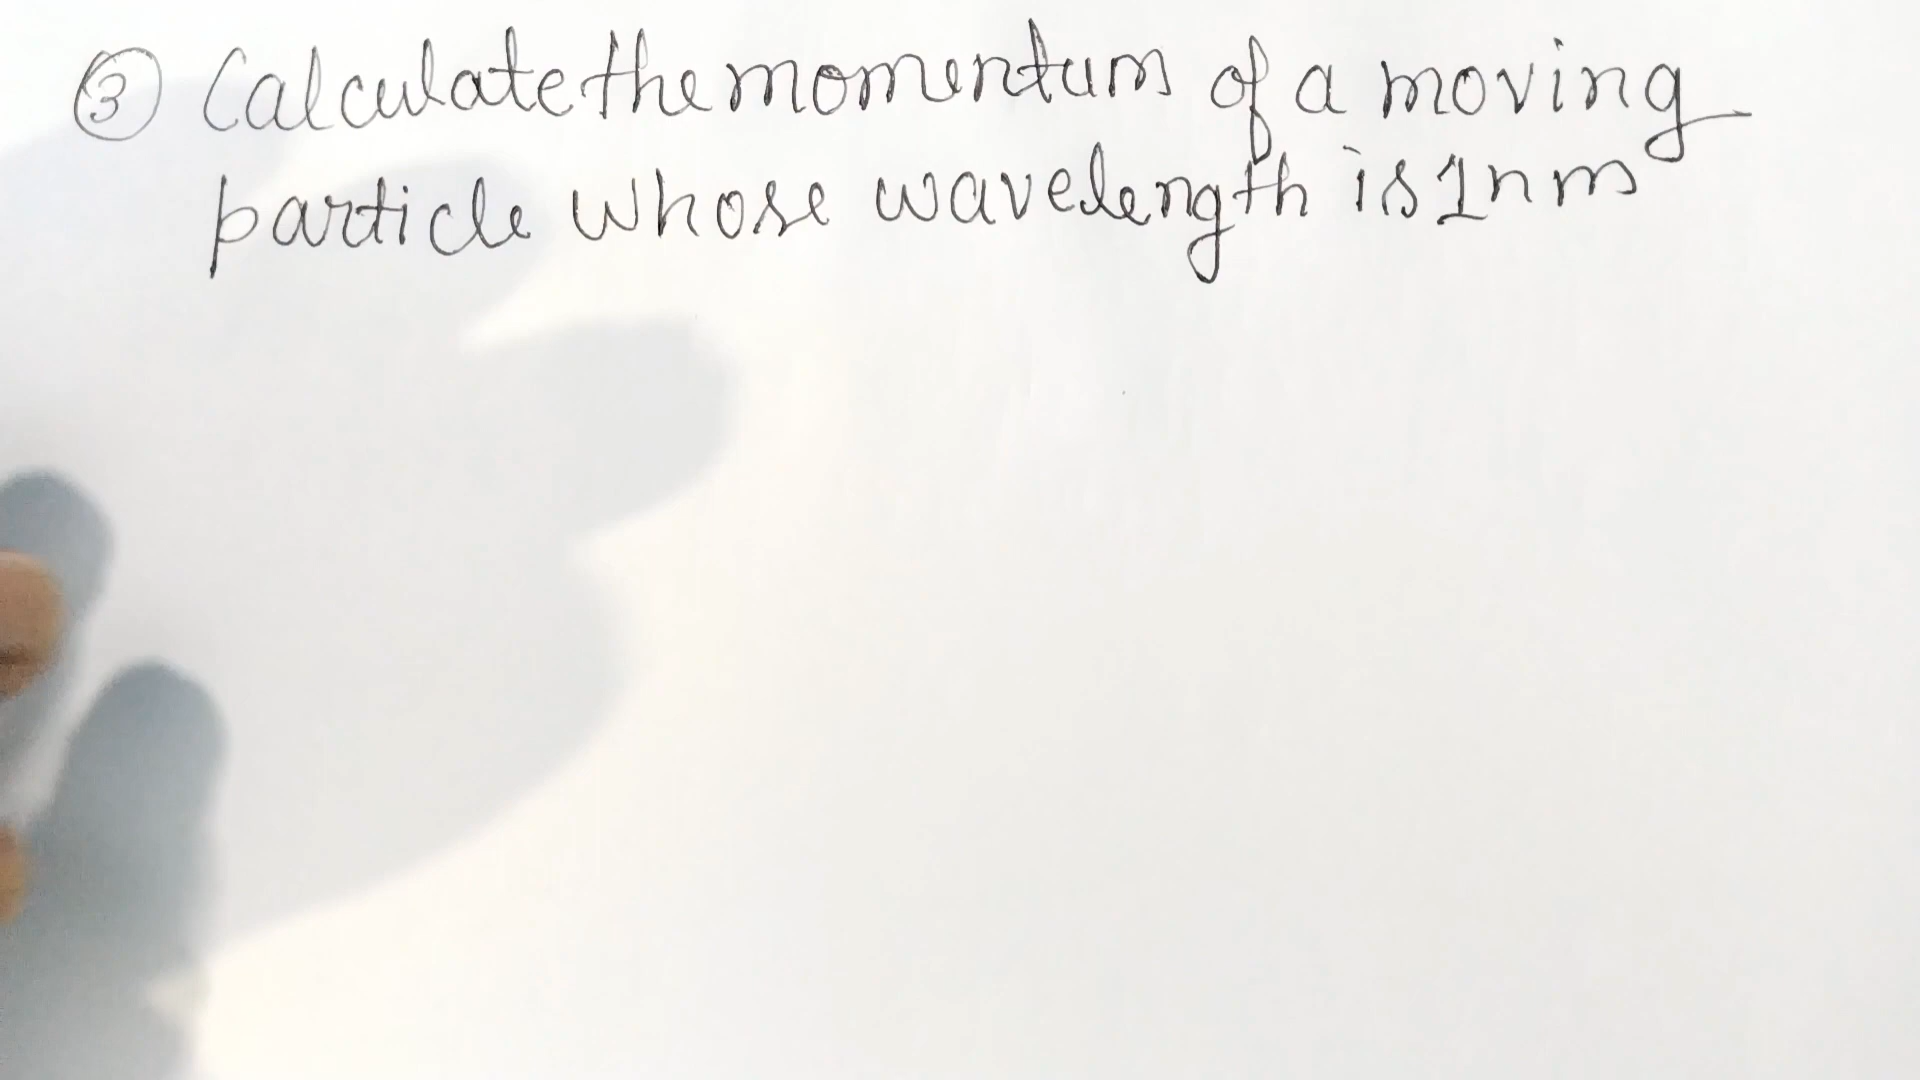 ③ Calculate the momentum of a moving
particle whose wavelength is 1nm